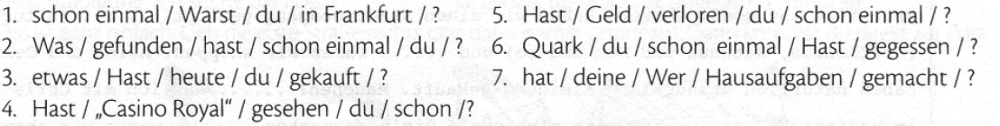 1. schon einmal / Warst / du / in Frankfurt / ?
2. Was / gefunden / hast / schon einmal / du / ?
3. etwas / Hast / heute / du / gekauft / ?
4. Hast / „Casino Royal“ / gesehen / du / schon /?
5. Hast / Geld / verloren / du / schon einmal / ?
6. Quark / du / schon einmal / Hast / gegessen / ?
7. hat / deine / Wer / Hausaufgaben / gemacht / ?